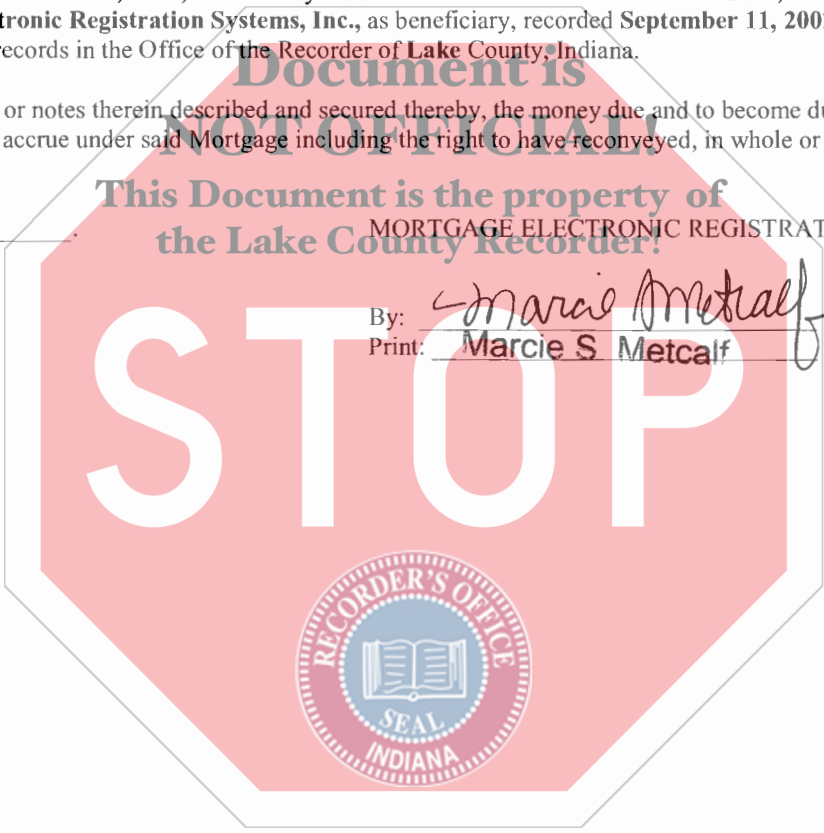 tronic Registration Systems, Inc., as beneficiary, recorded September 11, 200
ecords in the Office of the Recorder of Lake County, Indiana.
Document is
or notes therein described and secured thereby, the money due and to become du
NOT OFFICIAL!
accrue under said Mortgage including the right to have reconveyed, in whole or
This Document is the property of
MORTGAGE ELECTRONIC REGISTRAT
the Lake County Recorder!
By: Marcie S Metcalf
Print: Marcie S Metcalf
STOP
RECORDER'S OFFICE
SEAL
INDIANA